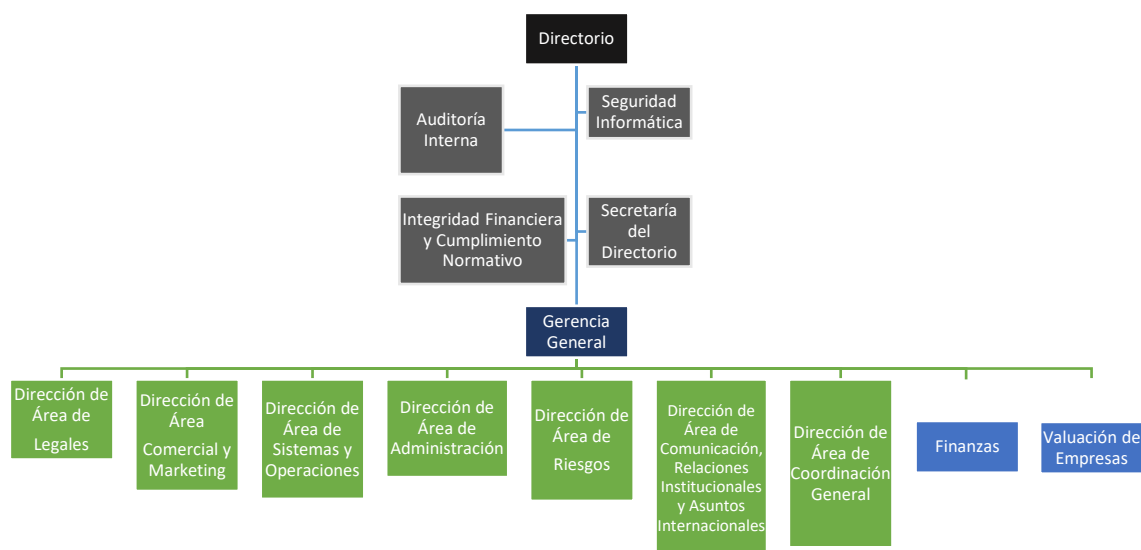 Directorio
Auditoría
Interna
Seguridad
Informática
Integridad Financiera
y Cumplimiento
Normativo
Secretaría
del
Directorio
Gerencia
General
Dirección de
Área de
Legales
Dirección de
Área
Comercial y
Marketing
Dirección de
Área de
Sistemas y
Operaciones
Dirección de
Área de
Administración
Dirección de
Área de
Riesgos
Dirección de
Área de
Comunicación,
Relaciones
Institucionales
y Asuntos
Internacionales
Dirección de
Área de
Coordinación
General
Finanzas
Valuación de
Empresas